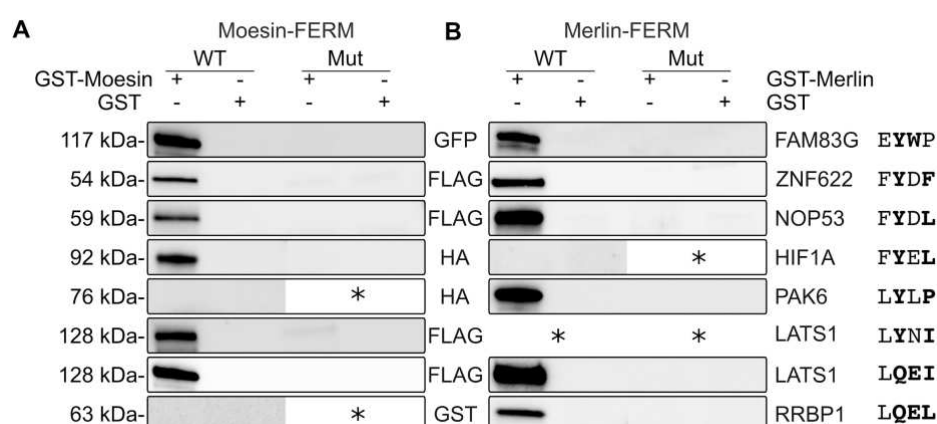 A Moesin-FERM B Merlin-FERM
WT Mut WT Mut
GST-Moesin + - + - + - + - GST-Merlin
GST - + - + - + - + GST
117 kDa- GFP FAM83G EYWP
54 kDa- FLAG ZNF622 FYDF
59 kDa- FLAG NOP53 FYDL
92 kDa- HA * HIF1A FYEL
76 kDa- * HA PAK6 LYLP
128 kDa- FLAG * * LATS1 LYNI
128 kDa- FLAG LATS1 LQEI
63 kDa- * GST RRBP1 LQEL